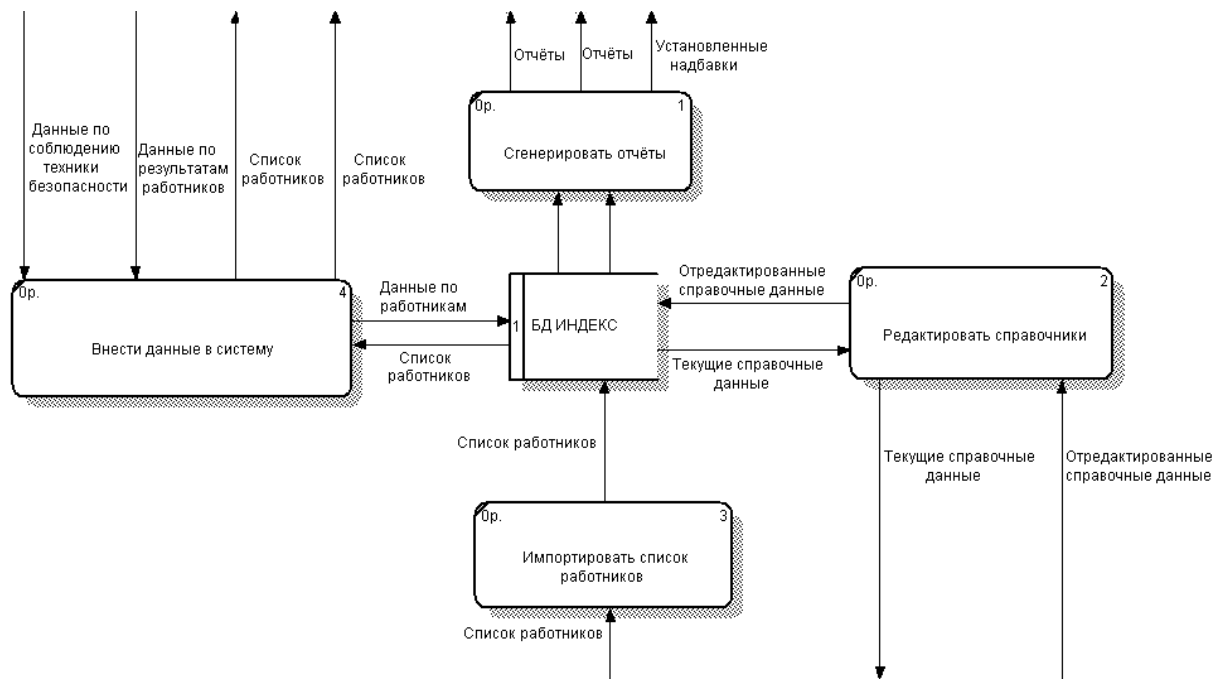 Отчёты
Отчёты
Установленные
надбавки
0р.
1
Сгенерировать отчёты
Данные по
соблюдению
техники
безопасности
Данные по
результатам
работников
Список
работников
Список
работников
0р.
4
Внести данные в систему
Данные по
работникам
Список
работников
1
БД ИНДЕКС
Отредактированные
справочные данные
Текущие справочные
данные
0р.
2
Редактировать справочники
Список работников
Текущие справочные
данные
Отредактированные
справочные данные
0р.
3
Импортировать список
работников
Список работников